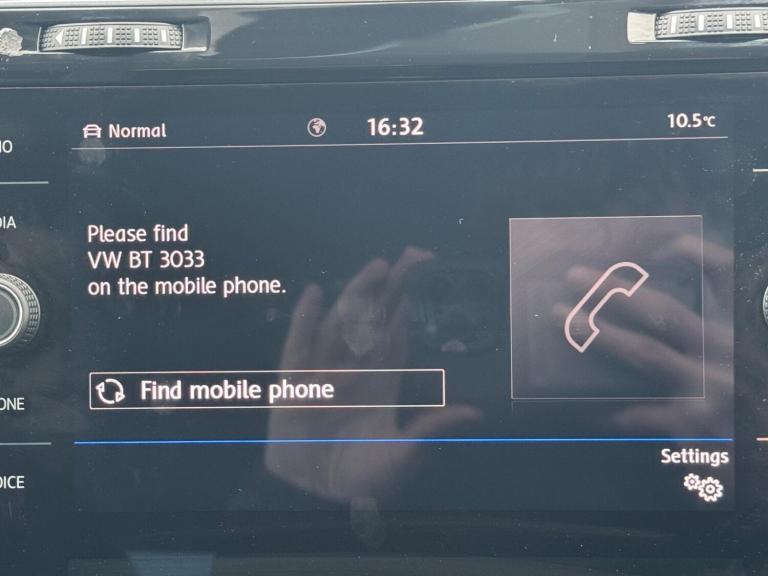 Normal
16:32
10.5°C
Please find
VW BT 3033
on the mobile phone.
Find mobile phone
Settings